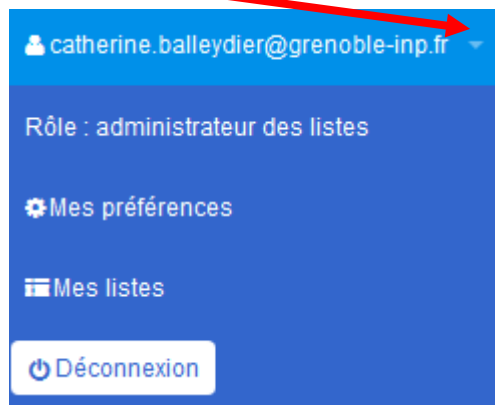 catherine.balleydier@grenoble-inp.fr
Rôle : administrateur des listes
Mes préférences
Mes listes
Déconnexion